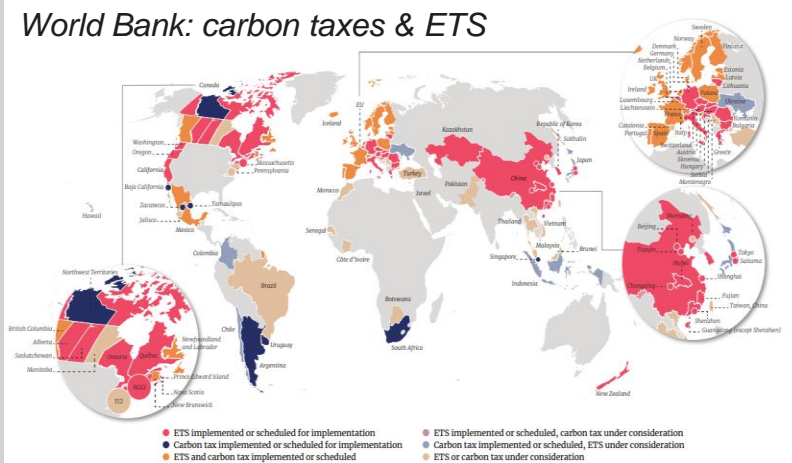 World Bank: carbon taxes & ETS
Canada
Washington
Oregon
California
Baja California
Zacatecas
Jalisco
Mexico
Tamaulipas
Massachusetts
Pennsylvania
Hawaii
Colombia
Brazil
Chile
Uruguay
Argentina
Iceland
EU
Morocco
Senegal
Côte d'Ivoire
Botswana
South Africa
Turkey
Israel
Kazakhstan
Pakistan
China
Republic of Korea
Sakhalin
Japan
Thailand
Vietnam
Malaysia
Brunei
Singapore
Indonesia
New Zealand
Sweden
Norway
Denmark
Germany
Netherlands
Belgium
UK
Ireland
Luxembourg
Liechtenstein
France
Catalonia
Portugal
Spain
Italy
Switzerland
Austria
Slovenia
Hungary
Serbia
Montenegro
Greece
Bulgaria
Romania
Ukraine
Poland
Lithuania
Latvia
Estonia
Finland
Northwest Territories
British Columbia
Alberta
Saskatchewan
Manitoba
Ontario
Québec
Newfoundland
and Labrador
Prince Edward Island
Nova Scotia
New Brunswick
RGGI
TCI
Shenyang
Beijing
Tianjin
Hubei
Chongqing
Tokyo
Saitama
Shanghai
Fujian
Taiwan, China
Shenzhen
Guangdong (except Shenzhen)
ETS implemented or scheduled for implementation
Carbon tax implemented or scheduled for implementation
ETS and carbon tax implemented or scheduled
ETS implemented or scheduled, carbon tax under consideration
Carbon tax implemented or scheduled, ETS under consideration
ETS or carbon tax under consideration